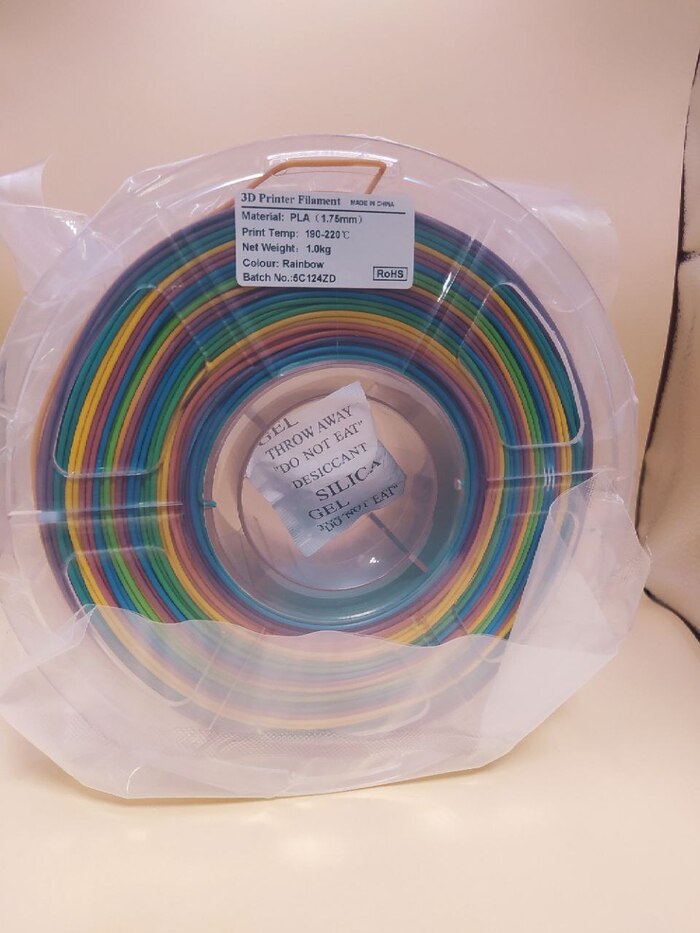 3D Printer Filament MADE IN CHINA
Material: PLA (1.75mm)
Print Temp: 190-220℃
Net Weight: 1.0kg
Colour: Rainbow
Batch No.:5C124ZD RoHS
GEL
THROW AWAY
"DO NOT EAT"
DESICCANT
SILICA
GEL
"DO NOT EAT"